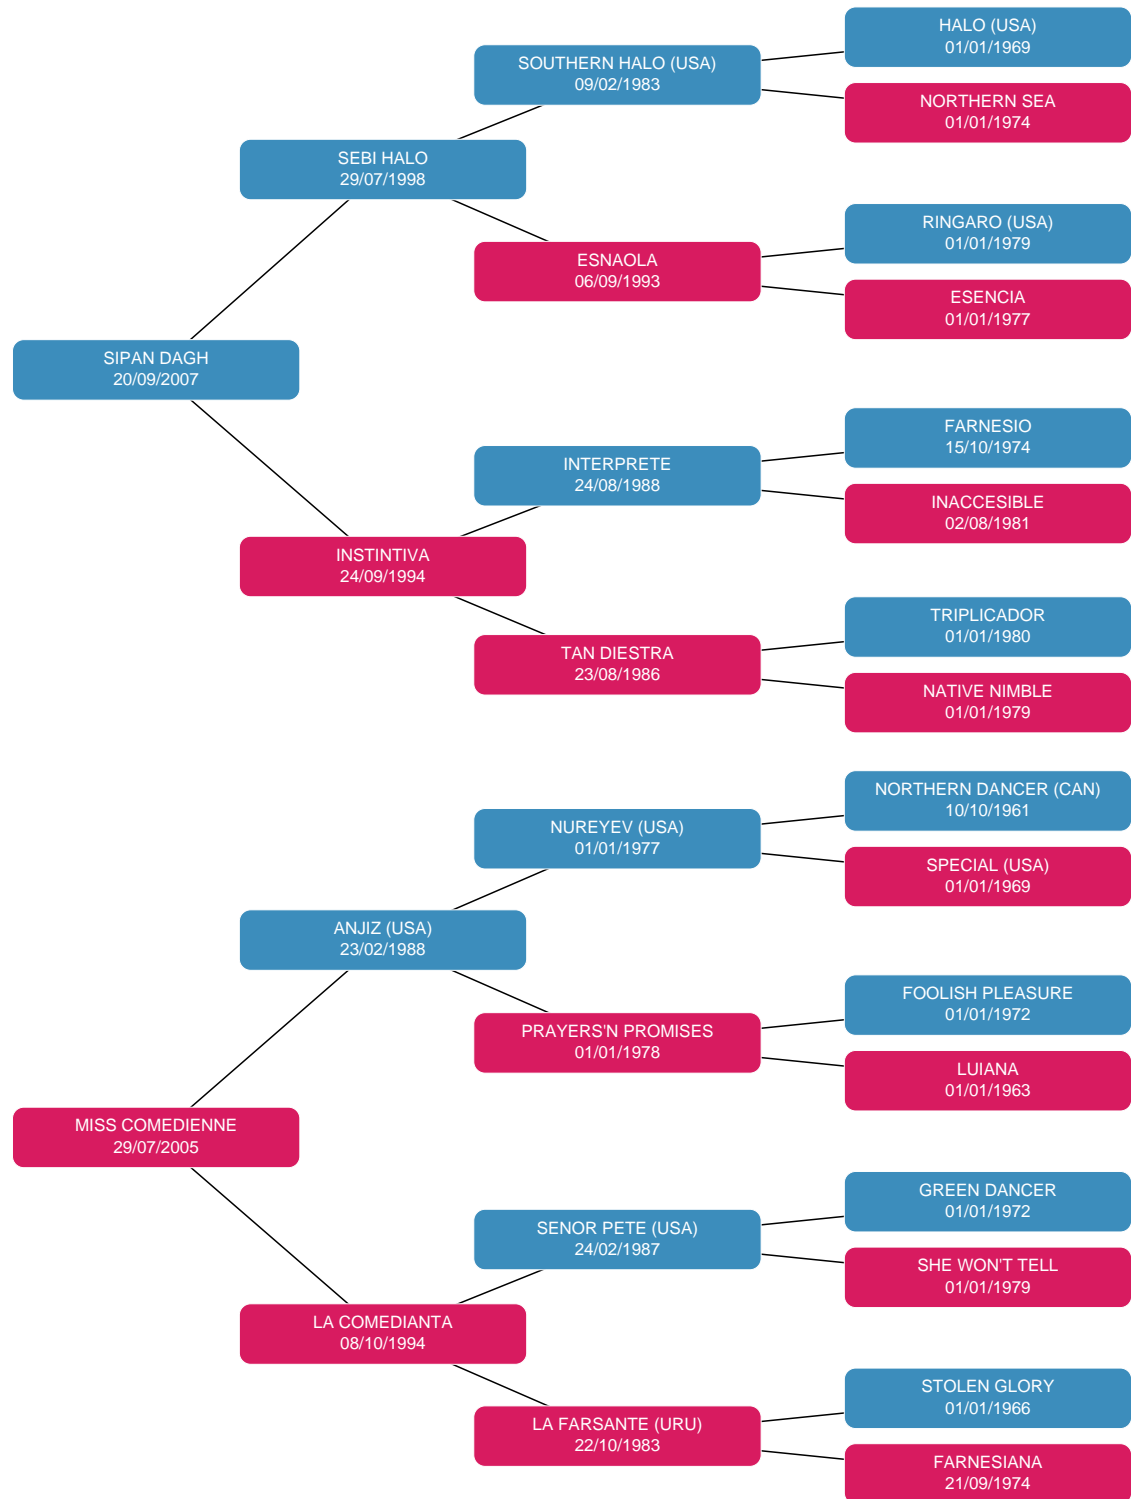 HALO (USA)
01/01/1969
SOUTHERN HALO (USA)
09/02/1983
NORTHERN SEA
01/01/1974
SEBI HALO
29/07/1998
RINGARO (USA)
01/01/1979
ESNAOLA
06/09/1993
ESENCIA
01/01/1977
SIPAN DAGH
20/09/2007
FARNESIO
15/10/1974
INTERPRETE
24/08/1988
INACCESIBLE
02/08/1981
INSTINTIVA
24/09/1994
TRIPLICADOR
01/01/1980
TAN DIESTRA
23/08/1986
NATIVE NIMBLE
01/01/1979
NORTHERN DANCER (CAN)
10/10/1961
NUREYEV (USA)
01/01/1977
SPECIAL (USA)
01/01/1969
ANJIZ (USA)
23/02/1988
FOOLISH PLEASURE
01/01/1972
PRAYERS'N PROMISES
01/01/1978
LUIANA
01/01/1963
MISS COMEDIENNE
29/07/2005
GREEN DANCER
01/01/1972
SENOR PETE (USA)
24/02/1987
SHE WON'T TELL
01/01/1979
LA COMEDIANTA
08/10/1994
STOLEN GLORY
01/01/1966
LA FARSANTE (URU)
22/10/1983
FARNESIANA
21/09/1974